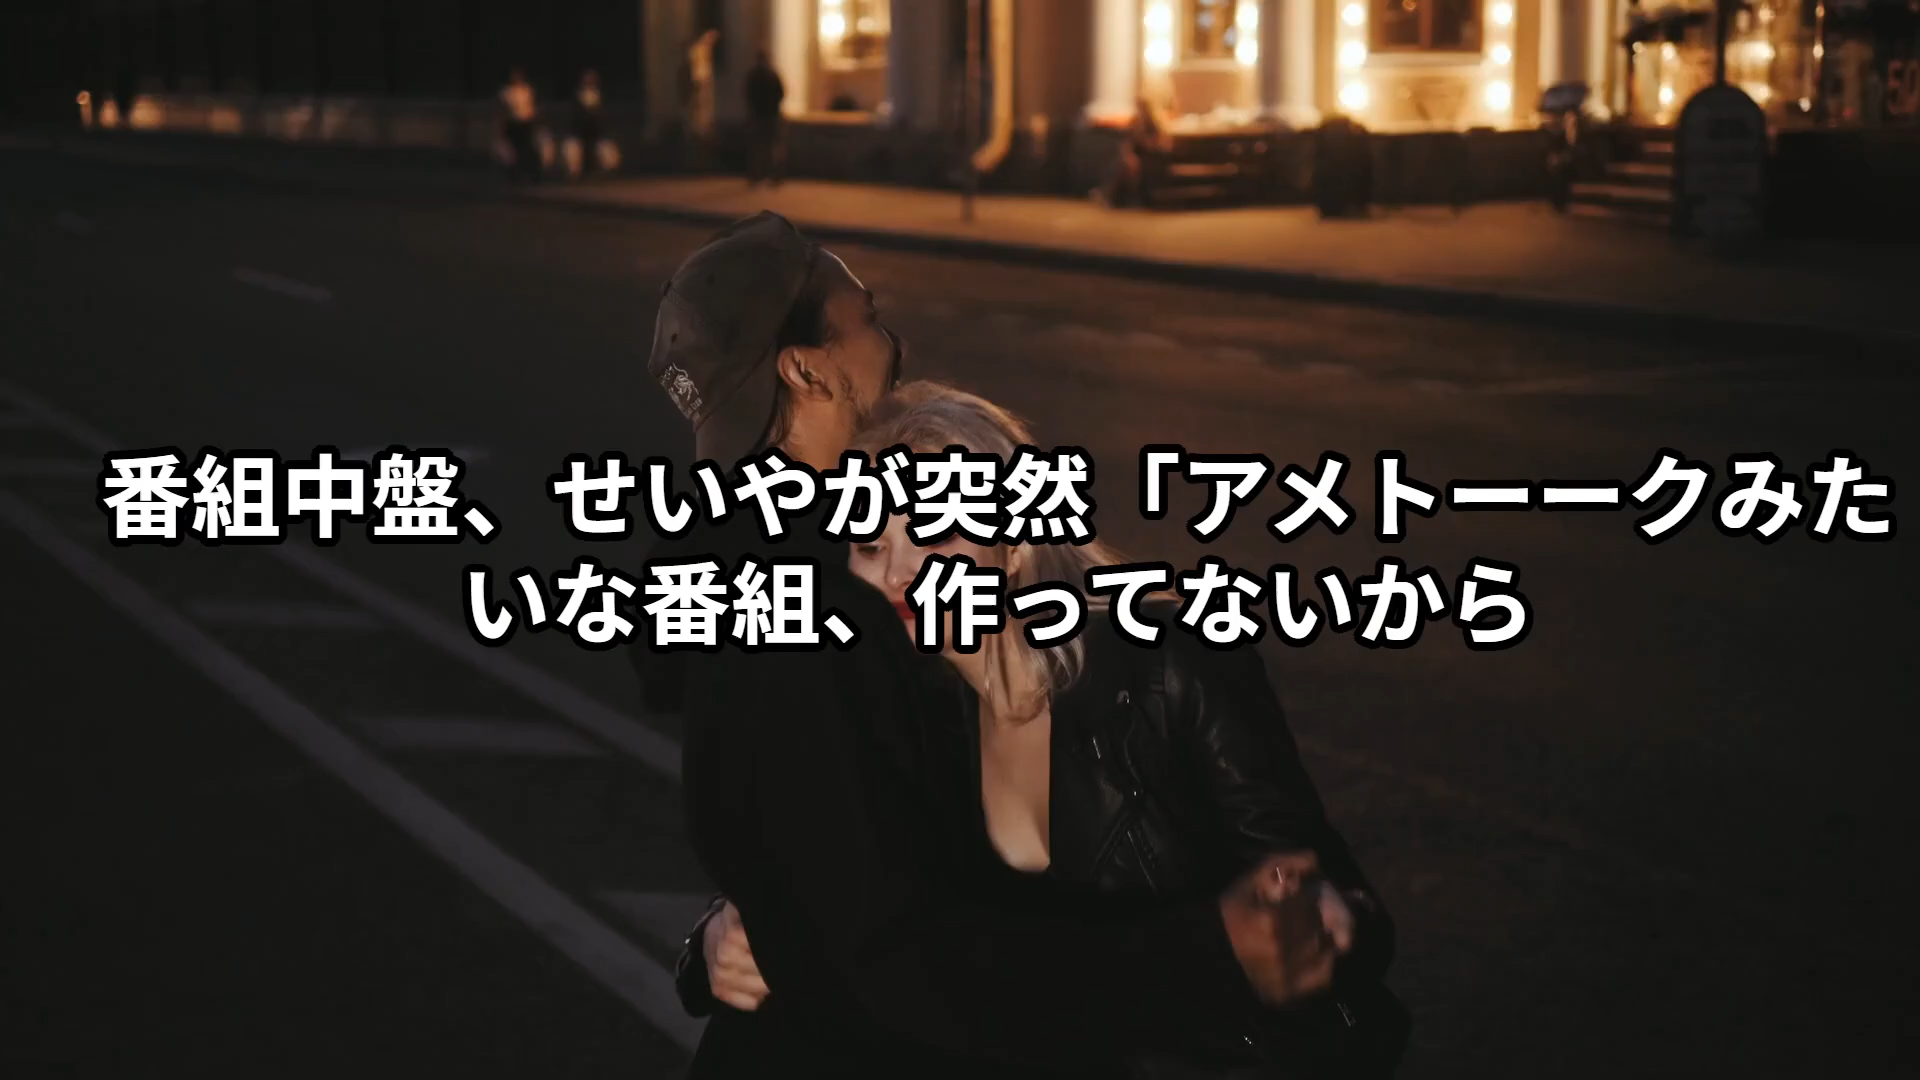 番組中盤、せいやが突然「アメトーークみた
いな番組、作ってないから